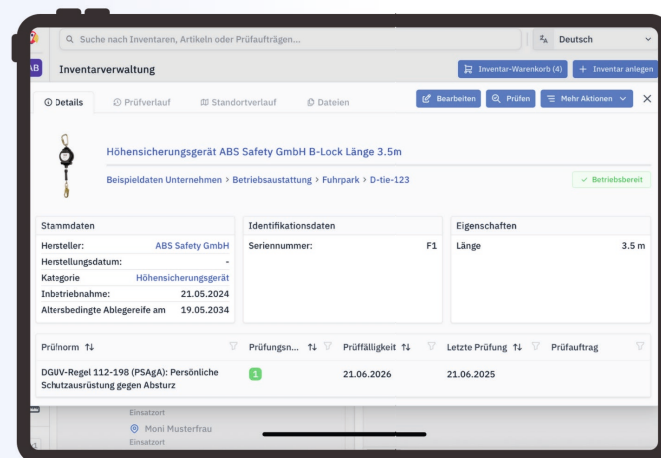 Suche nach Inventaren, Artikeln oder Prüfaufträgen...
Deutsch
AB
Inventarverwaltung
Inventar-Warenkorb (4)
Inventar anlegen
Details
Prüfverlauf
Standortverlauf
Dateien
Bearbeiten
Prüfen
Mehr Aktionen
Höhensicherungsgerät ABS Safety GmbH B-Lock Länge 3.5m
Beispieldaten Unternehmen > Betriebsaustattung > Fuhrpark > D-tie-123
Betriebsbereit
Stammdaten
Hersteller: ABS Safety GmbH
Herstellungsdatum: -
Kategorie Höhensicherungsgerät
Inbetriebnahme: 21.05.2024
Altersbedingte Ablegereife am 19.05.2034
Identifikationsdaten
Seriennummer: F1
Eigenschaften
Länge 3.5 m
Prüfnorm Prüfungsn... Prüffälligkeit Letzte Prüfung Prüfauftrag
DGUV-Regel 112-198 (PSAgA): Persönliche
Schutzausrüstung gegen Absturz
1 21.06.2026 21.06.2025
Einsatzort
Moni Musterfrau
Einsatzort